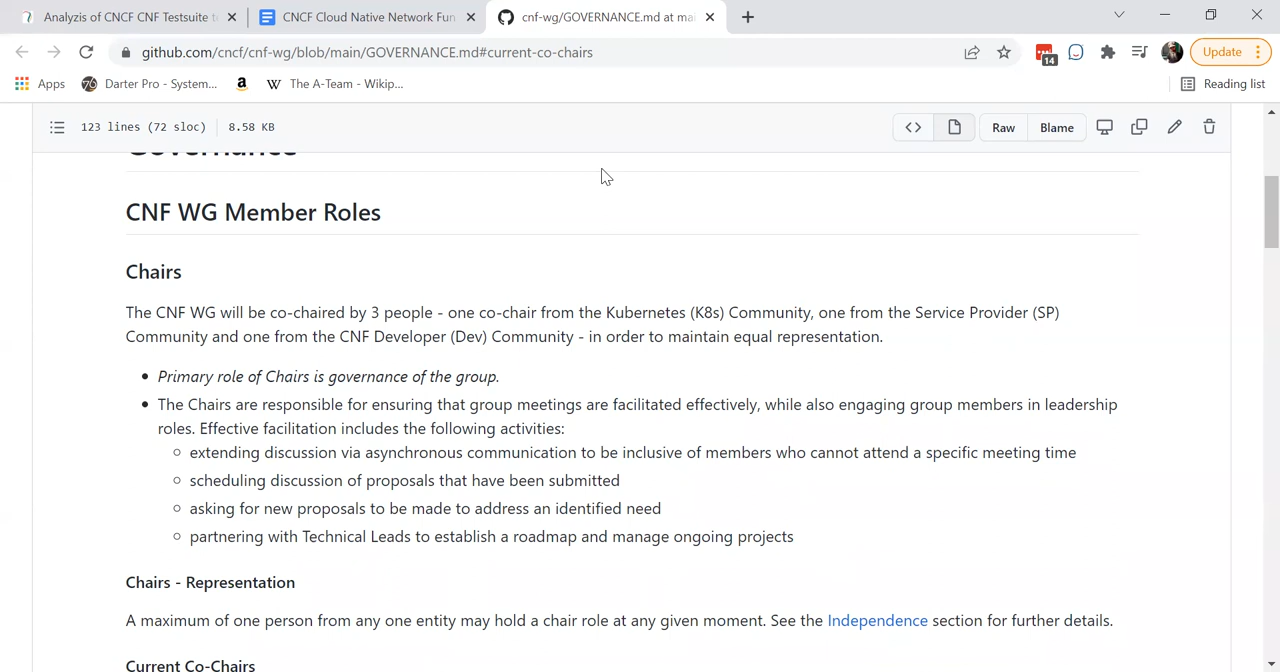 Analyzis of CNCF CNF Testsuite t
CNCF Cloud Native Network Fun
cnf-wg/GOVERNANCE.md at mai
github.com/cncf/cnf-wg/blob/main/GOVERNANCE.md#current-co-chairs
14
Update
Apps
76
Darter Pro - System...
a
W
The A-Team - Wikip...
Reading list
123 lines (72 sloc)
8.58 KB
Raw
Blame
Governance
CNF WG Member Roles
Chairs
The CNF WG will be co-chaired by 3 people - one co-chair from the Kubernetes (K8s) Community, one from the Service Provider (SP)
Community and one from the CNF Developer (Dev) Community - in order to maintain equal representation.
Primary role of Chairs is governance of the group.
The Chairs are responsible for ensuring that group meetings are facilitated effectively, while also engaging group members in leadership
roles. Effective facilitation includes the following activities:
extending discussion via asynchronous communication to be inclusive of members who cannot attend a specific meeting time
scheduling discussion of proposals that have been submitted
asking for new proposals to be made to address an identified need
partnering with Technical Leads to establish a roadmap and manage ongoing projects
Chairs - Representation
A maximum of one person from any one entity may hold a chair role at any given moment. See the Independence section for further details.
Current Co-Chairs